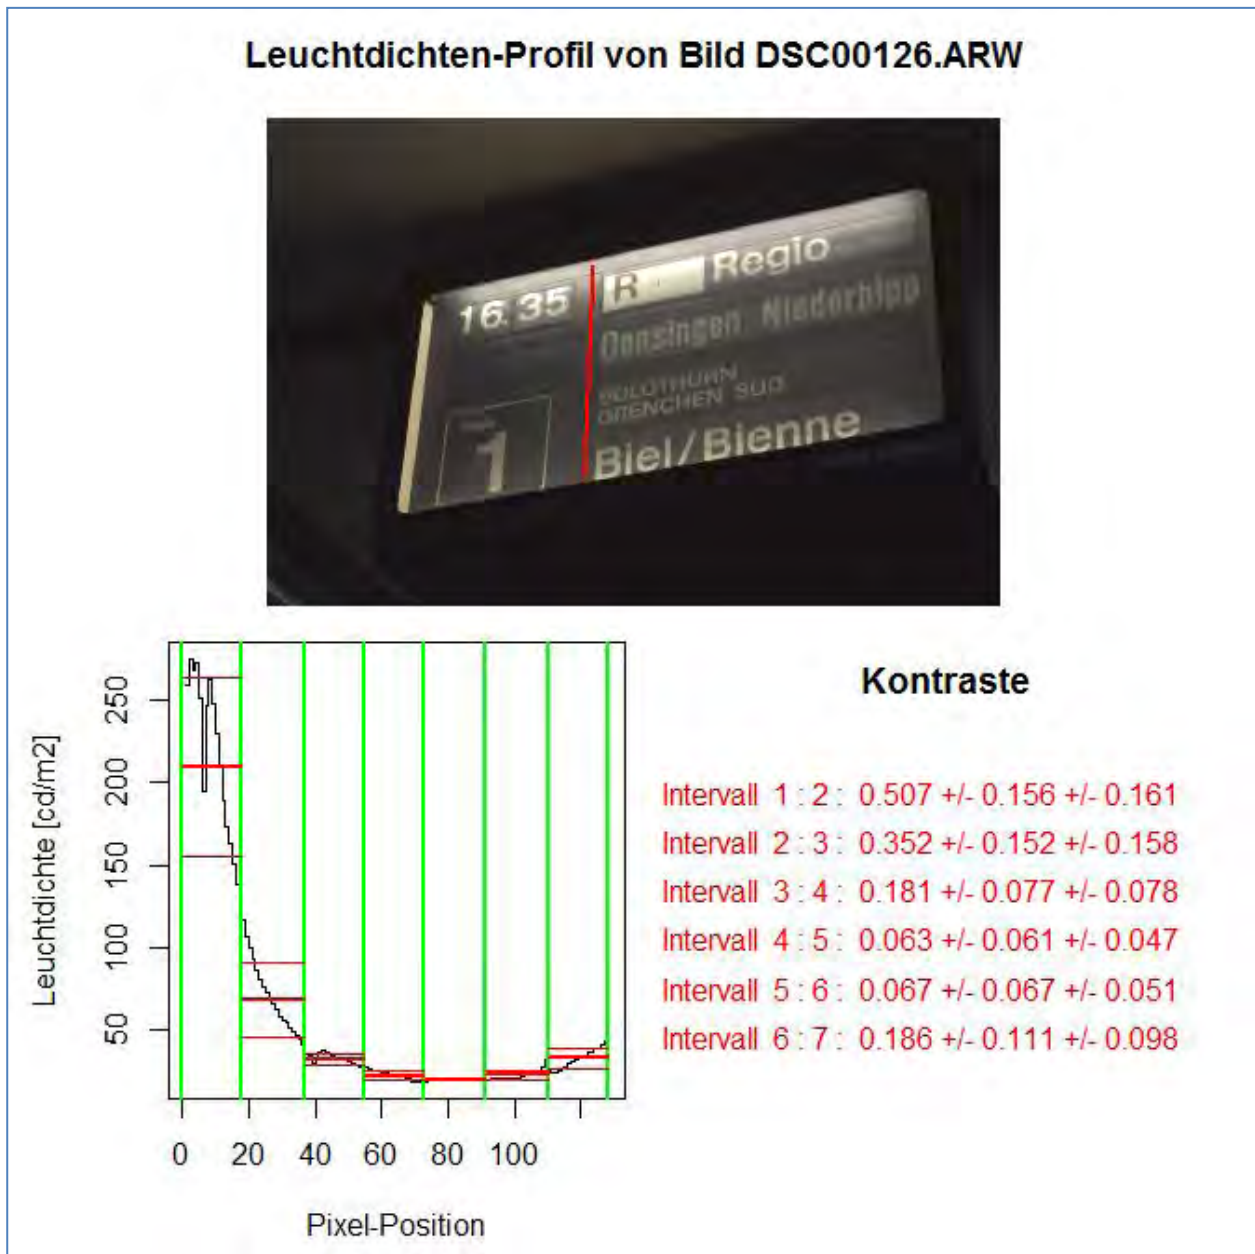 Leuchtdichten-Profil von Bild DSC00126.ARW
16.35
R
Regio
Oensingen Niederbipp
SOLOTHURN
GRENCHEN SÜD
1
Biel/Bienne
Leuchtdichte [cd/m2]
250
200
150
100
50
0 20 40 60 80 100
Pixel-Position
Kontraste
Intervall 1 : 2 : 0.507 +/- 0.156 +/- 0.161
Intervall 2 : 3 : 0.352 +/- 0.152 +/- 0.158
Intervall 3 : 4 : 0.181 +/- 0.077 +/- 0.078
Intervall 4 : 5 : 0.063 +/- 0.061 +/- 0.047
Intervall 5 : 6 : 0.067 +/- 0.067 +/- 0.051
Intervall 6 : 7 : 0.186 +/- 0.111 +/- 0.098